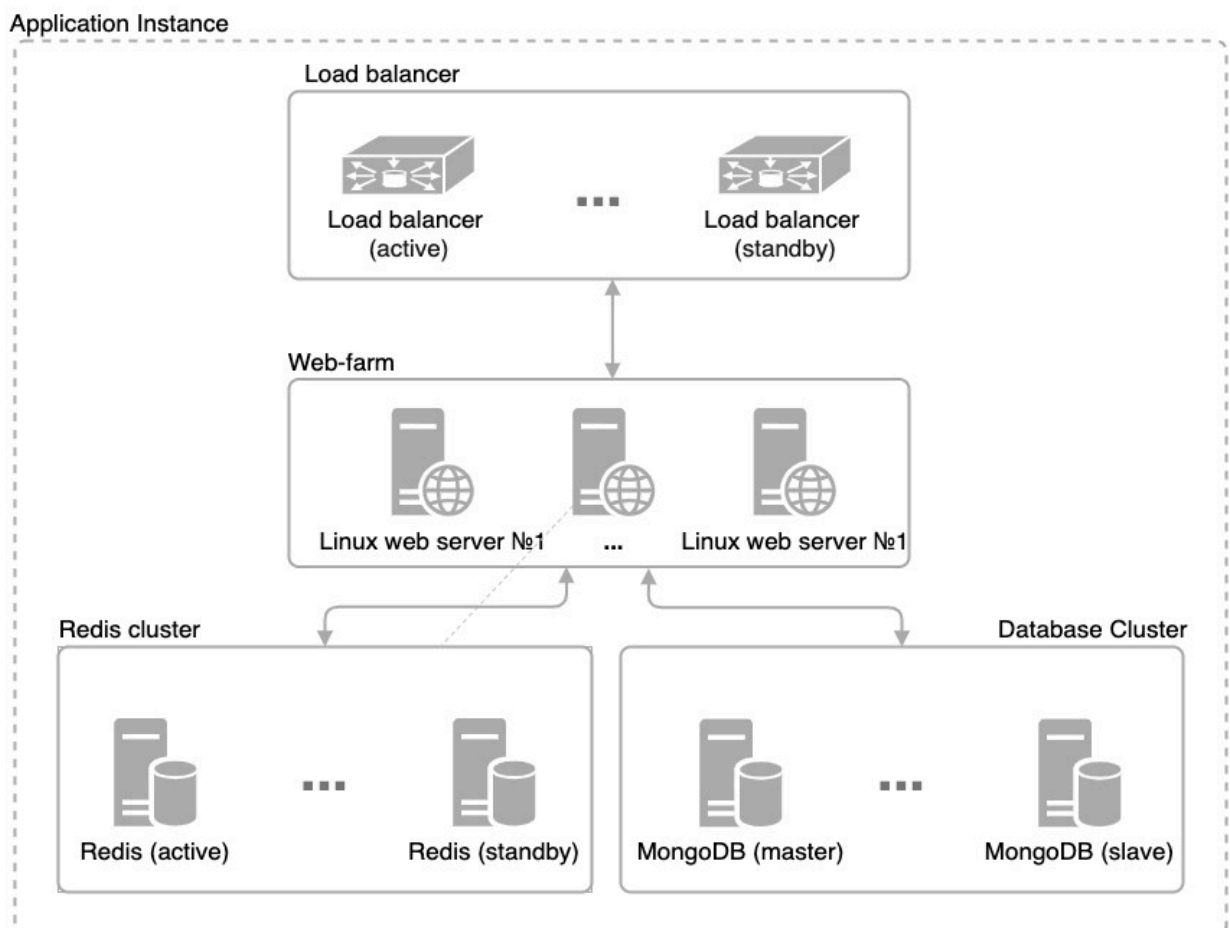 Application Instance
Load balancer
Load balancer
(active)
...
Load balancer
(standby)
Web-farm
Linux web server №1
...
Linux web server №1
Redis cluster
Database Cluster
Redis (active)
...
Redis (standby)
MongoDB (master)
...
MongoDB (slave)